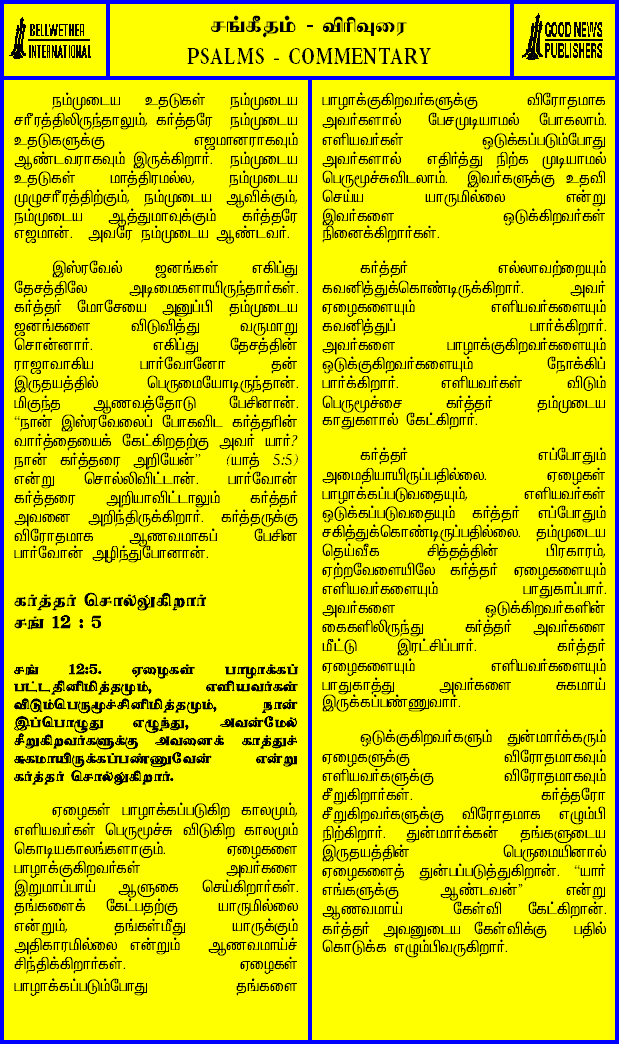 BELLWETHER
INTERNATIONAL
சங்கீதம் - விரிவுரை
PSALMS - COMMENTARY
GOOD NEWS
PUBLISHERS
நம்முடைய உதடுகள் நம்முடைய
சரீரத்திலிருந்தாலும், கர்த்தரே நம்முடைய
உதடுகளுக்கு எஜமானராகவும்
ஆண்டவராகவும் இருக்கிறார். நம்முடைய
உதடுகள் மாத்திரமல்ல, நம்முடைய
முழுசரீரத்திற்கும், நம்முடைய ஆவிக்கும்,
நம்முடைய ஆத்துமாவுக்கும் கர்த்தரே
எஜமான். அவரே நம்முடைய ஆண்டவர்.
இஸ்ரவேல் ஜனங்கள் எகிப்து
தேசத்திலே அடிமைகளாயிருந்தார்கள்.
கர்த்தர் மோசேயை அனுப்பி தம்முடைய
ஜனங்களை விடுவித்து வருமாறு
சொன்னார். எகிப்து தேசத்தின்
ராஜாவாகிய பார்வோனோ தன்
இருதயத்தில் பெருமையோடிருந்தான்.
மிகுந்த ஆணவத்தோடு பேசினான்.
“நான் இஸ்ரவேலைப் போகவிட கர்த்தரின்
வார்த்தையைக் கேட்கிறதற்கு அவர் யார்?
நான் கர்த்தரை அறியேன்” (யாத் 5:5)
என்று சொல்லிவிட்டான். பார்வோன்
கர்த்தரை அறியாவிட்டாலும் கர்த்தர்
அவனை அறிந்திருக்கிறார். கர்த்தருக்கு
விரோதமாக ஆணவமாகப் பேசின
பார்வோன் அழிந்துபோனான்.
கர்த்தர் சொல்லுகிறார்
சங் 12 : 5
சங் 12:5. ஏழைகள் பாழாக்கப்
பட்டதினிமித்தமும், எளியவர்கள்
விடும்பெருமூச்சினிமித்தமும், நான்
இப்பொழுது எழுந்து, அவன்மேல்
சீறுகிறவர்களுக்கு அவனைக் காத்துச்
சுகமாயிருக்கப்பண்ணுவேன் என்று
கர்த்தர் சொல்லுகிறார்.
ஏழைகள் பாழாக்கப்படுகிற காலமும்,
எளியவர்கள் பெருமூச்சு விடுகிற காலமும்
கொடியகாலங்களாகும். ஏழைகளை
பாழாக்குகிறவர்கள் அவர்களை
இறுமாப்பாய் ஆளுகை செய்கிறார்கள்.
தங்களைக் கேட்பதற்கு யாருமில்லை
என்றும், தங்கள்மீது யாருக்கும்
அதிகாரமில்லை என்றும் ஆணவமாய்ச்
சிந்திக்கிறார்கள். ஏழைகள்
பாழாக்கப்படும்போது தங்களை
பாழாக்குகிறவர்களுக்கு விரோதமாக
அவர்களால் பேசமுடியாமல் போகலாம்.
எளியவர்கள் ஒடுக்கப்படும்போது
அவர்களால் எதிர்த்து நிற்க முடியாமல்
பெருமூச்சுவிடலாம். இவர்களுக்கு உதவி
செய்ய யாருமில்லை என்று
இவர்களை ஒடுக்கிறவர்கள்
நினைக்கிறார்கள்.
கர்த்தர் எல்லாவற்றையும்
கவனித்துக்கொண்டிருக்கிறார். அவர்
ஏழைகளையும் எளியவர்களையும்
கவனித்துப் பார்க்கிறார்.
அவர்களை பாழாக்குகிறவர்களையும்
ஒடுக்குகிறவர்களையும் நோக்கிப்
பார்க்கிறார். எளியவர்கள் விடும்
பெருமூச்சை கர்த்தர் தம்முடைய
காதுகளால் கேட்கிறார்.
கர்த்தர் எப்போதும்
அமைதியாயிருப்பதில்லை. ஏழைகள்
பாழாக்கப்படுவதையும், எளியவர்கள்
ஒடுக்கப்படுவதையும் கர்த்தர் எப்போதும்
சகித்துக்கொண்டிருப்பதில்லை. தம்முடைய
தெய்வீக சித்தத்தின் பிரகாரம்,
ஏற்றவேளையிலே கர்த்தர் ஏழைகளையும்
எளியவர்களையும் பாதுகாப்பார்.
அவர்களை ஒடுக்கிறவர்களின்
கைகளிலிருந்து கர்த்தர் அவர்களை
மீட்டு இரட்சிப்பார். கர்த்தர்
ஏழைகளையும் எளியவர்களையும்
பாதுகாத்து அவர்களை சுகமாய்
இருக்கப்பண்ணுவார்.
ஒடுக்குகிறவர்களும் துன்மார்க்கரும்
ஏழைகளுக்கு விரோதமாகவும்
எளியவர்களுக்கு விரோதமாகவும்
சீறுகிறார்கள். கர்த்தரோ
சீறுகிறவர்களுக்கு விரோதமாக எழும்பி
நிற்கிறார். துன்மார்க்கன் தங்களுடைய
இருதயத்தின் பெருமையினால்
ஏழைகளைத் துன்பப்படுத்துகிறான். “யார்
எங்களுக்கு ஆண்டவன்” என்று
ஆணவமாய் கேள்வி கேட்கிறான்.
கர்த்தர் அவனுடைய கேள்விக்கு பதில்
கொடுக்க எழும்பிவருகிறார்.